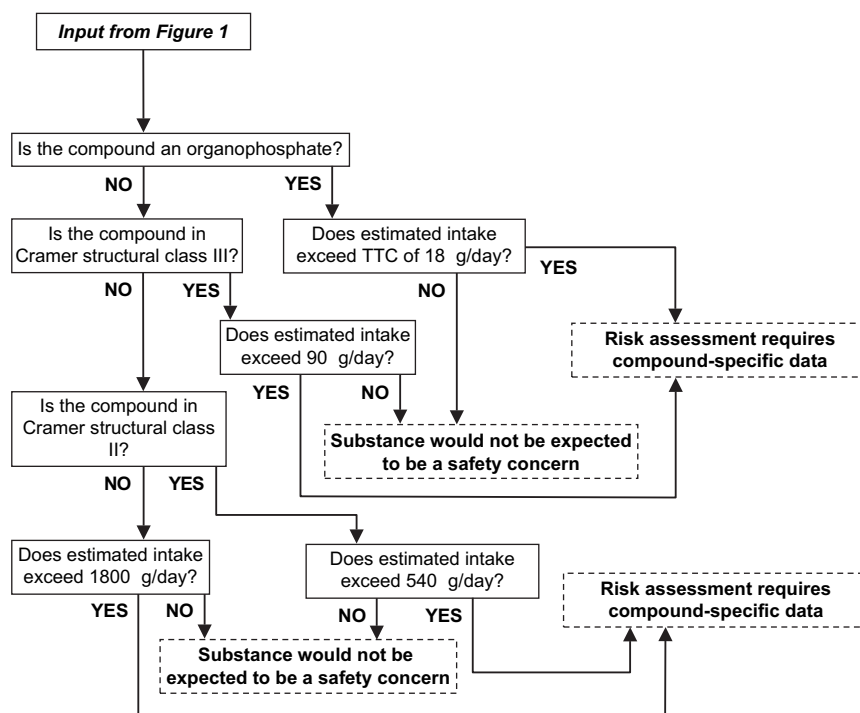 Input from Figure 1
Is the compound an organophosphate?
NO
YES
Is the compound in
Cramer structural class III?
Does estimated intake
exceed TTC of 18 g/day?
NO
YES
NO
YES
Does estimated intake
exceed 90 g/day?
Risk assessment requires
compound-specific data
YES
NO
Is the compound in
Cramer structural class
II?
Substance would not be expected
to be a safety concern
NO
YES
Does estimated intake
exceed 1800 g/day?
Does estimated intake
exceed 540 g/day?
Risk assessment requires
compound-specific data
YES
NO
NO
YES
Substance would not be
expected to be a safety concern